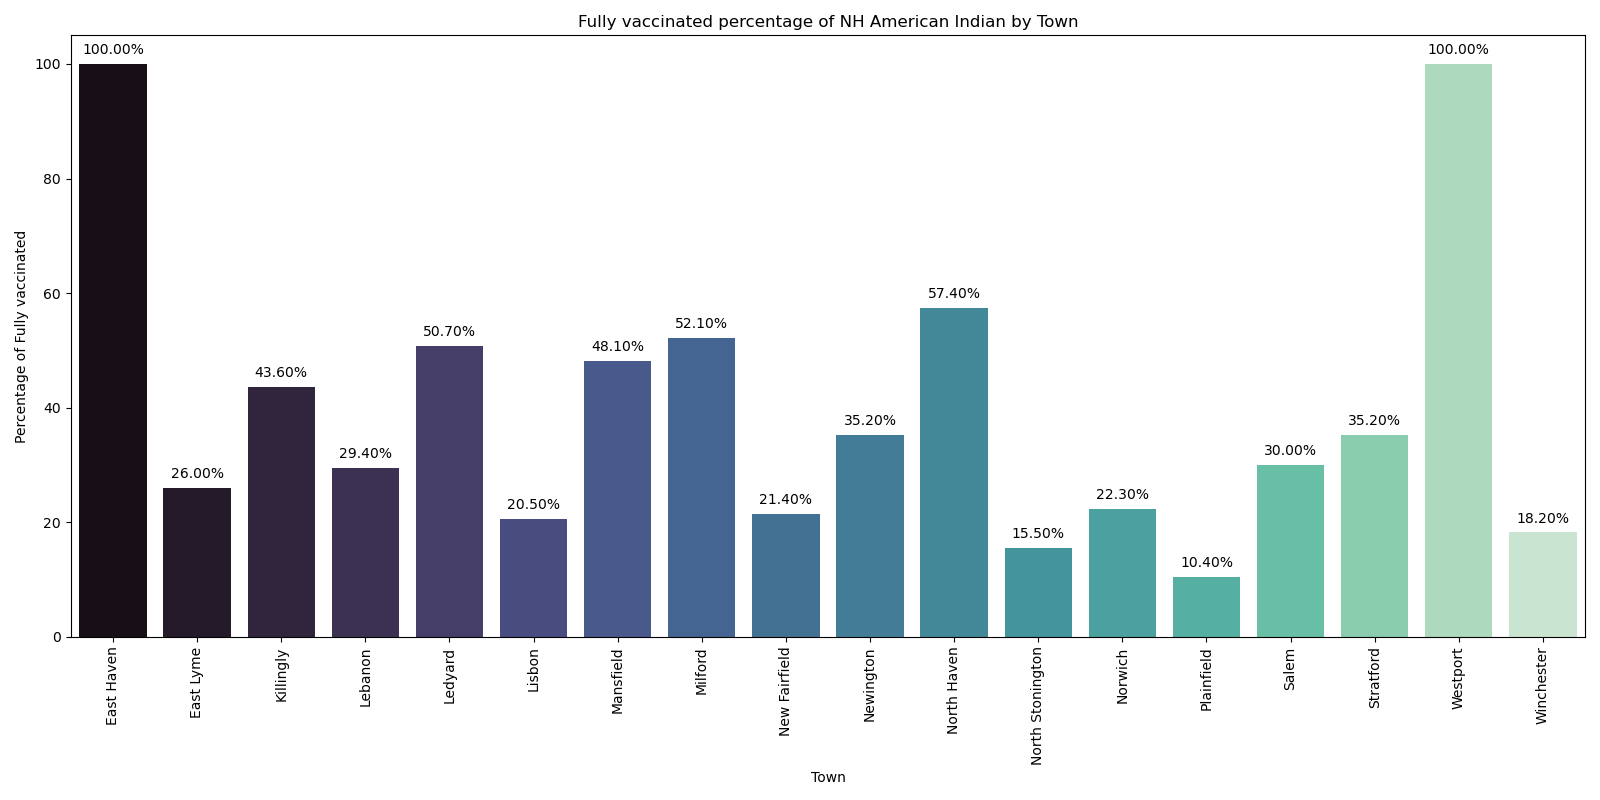 Fully vaccinated percentage of NH American Indian by Town
Percentage of Fully vaccinated
100
80
60
40
20
0
100.00%
26.00%
43.60%
29.40%
50.70%
20.50%
48.10%
52.10%
21.40%
35.20%
57.40%
15.50%
22.30%
10.40%
30.00%
35.20%
100.00%
18.20%
East Haven
East Lyme
Killingly
Lebanon
Ledyard
Lisbon
Mansfield
Milford
New Fairfield
Newington
North Haven
North Stonington
Norwich
Plainfield
Salem
Stratford
Westport
Winchester
Town